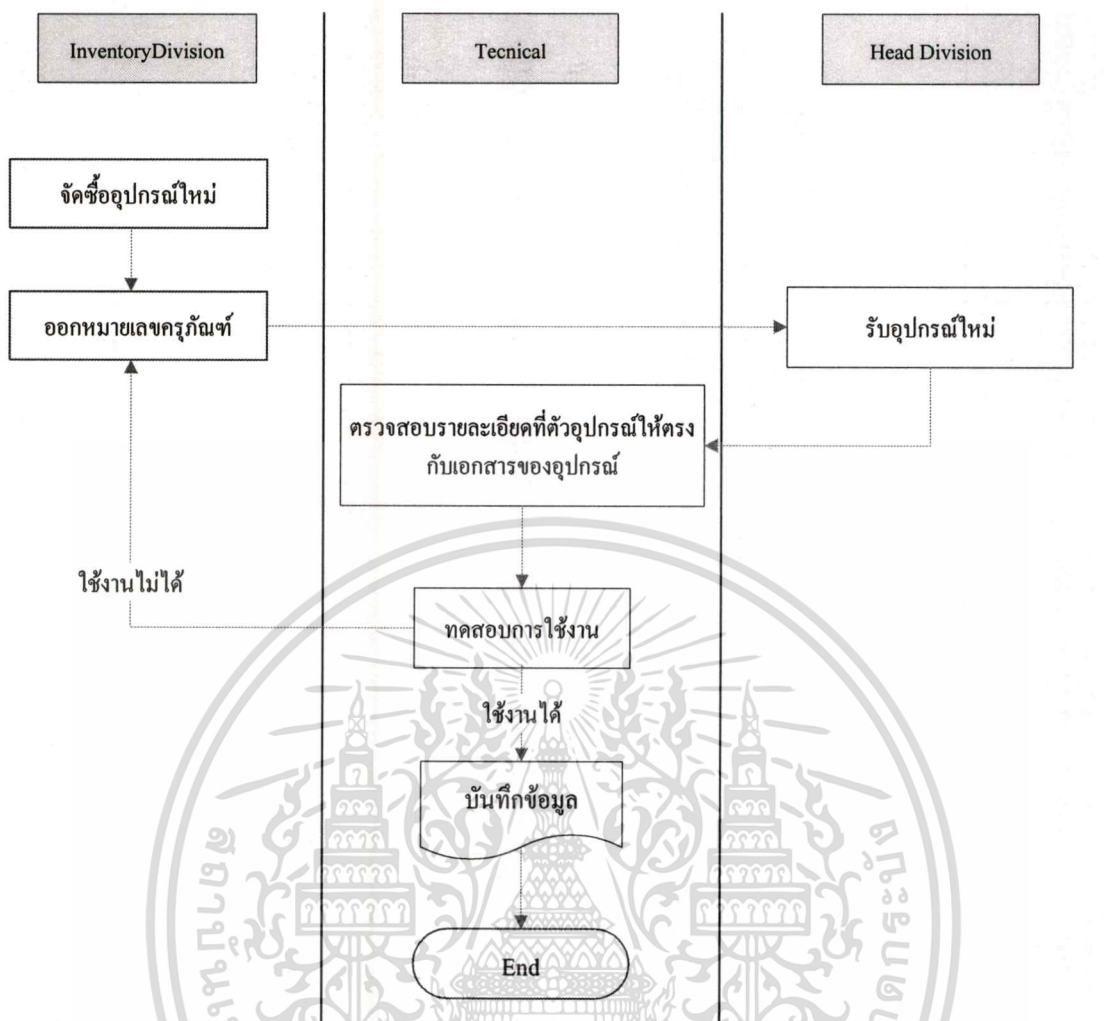 InventoryDivision
Tecnical
Head Division
จัดซื้ออุปกรณ์ใหม่
ออกหมายเลขครุภัณฑ์
รับอุปกรณ์ใหม่
ตรวจสอบรายละเอียดที่ตัวอุปกรณ์ให้ตรง
กับเอกสารของอุปกรณ์
ใช้งานไม่ได้
ทดสอบการใช้งาน
ใช้งานได้
บันทึกข้อมูล
End